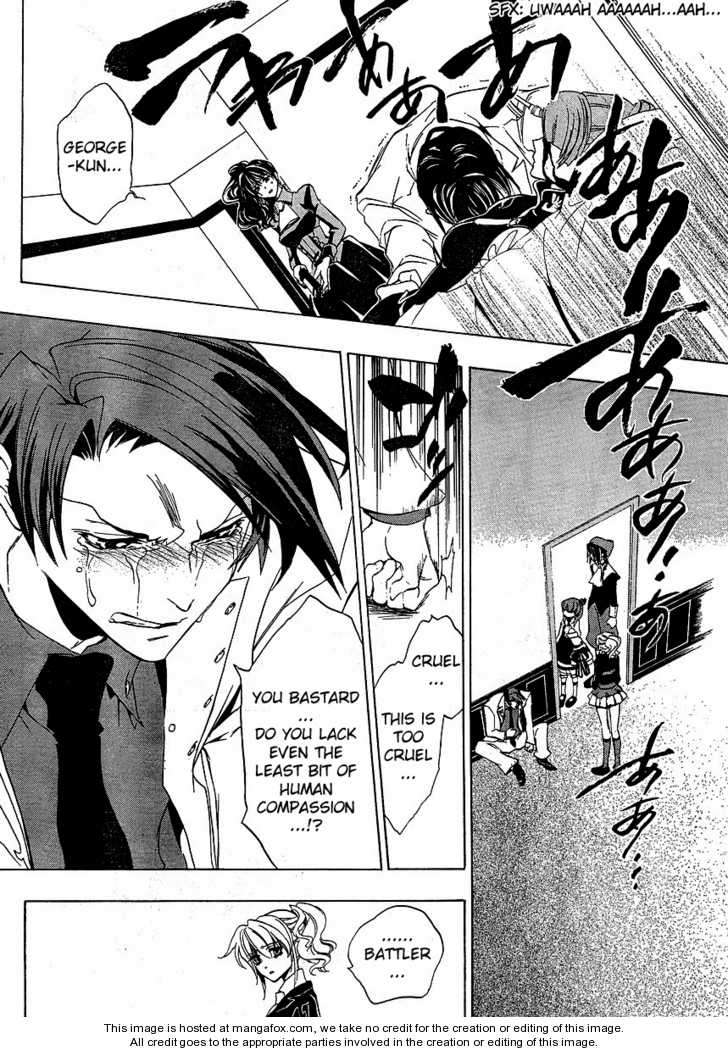 SFX: UWAAAH AAAAAAH...AAH...
GEORGE
-KUN...
CRUEL
...
THIS IS
TOO
CRUEL
...
YOU BASTARD
...
DO YOU LACK
EVEN THE
LEAST BIT OF
HUMAN
COMPASSION
...!?
......
BATTLER
...
This image is hosted at mangafox.com, we take no credit for the creation or editing of this image.
All credit goes to the appropriate parties involved in the creation or editing of this image.